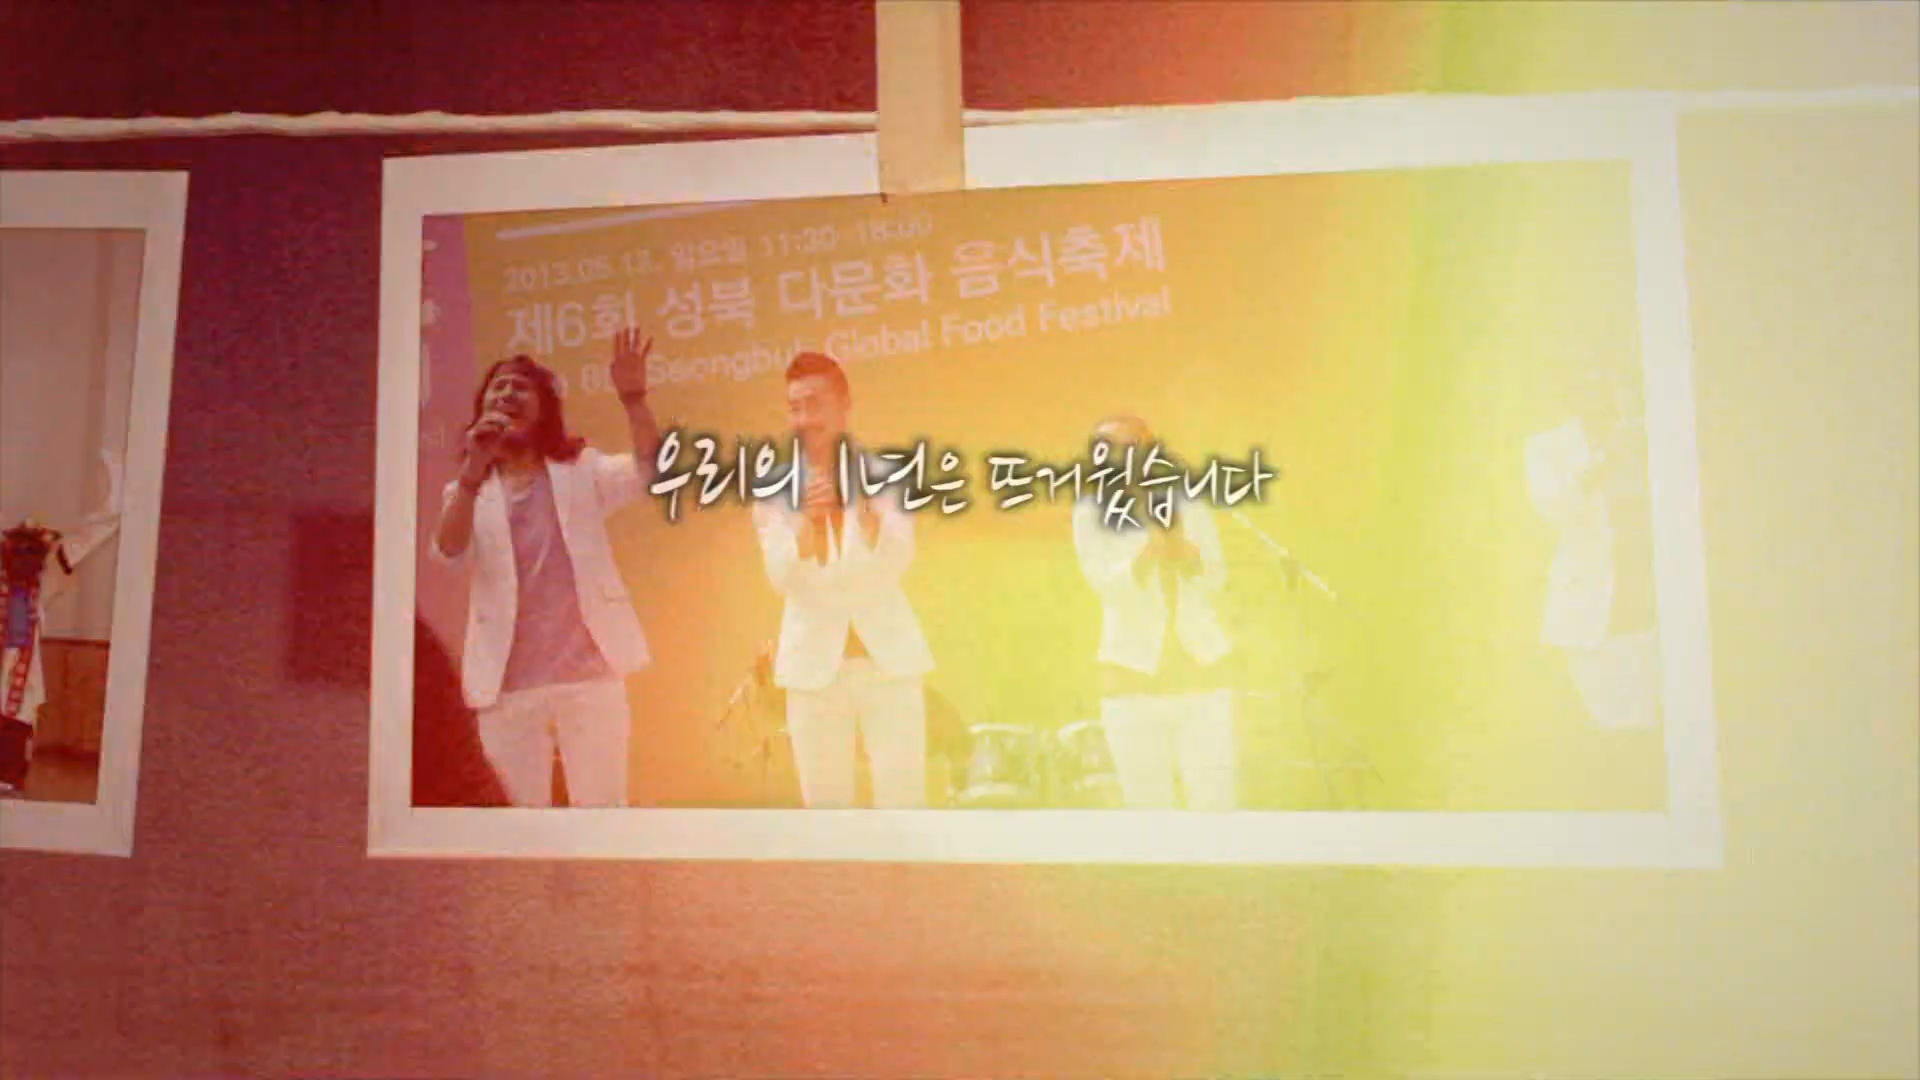 2013.05.12. 일요일 11:30 18:00
제6회 성북 다문화 음식축제
Seongbuk Global Food Festival
우리의 1년은 뜨거웠습니다